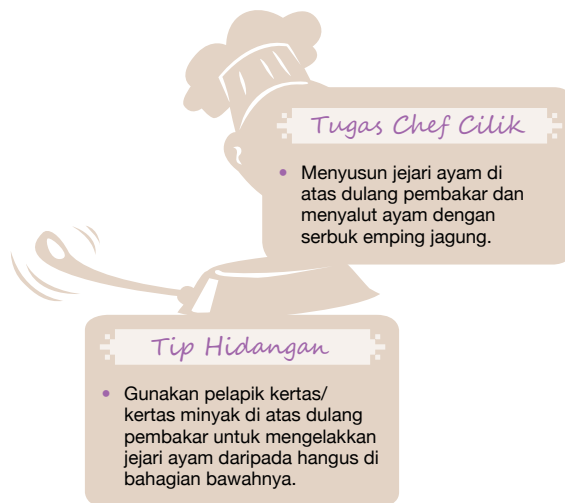 Tugas Chef Cilik
• Menyusun jejari ayam di
atas dulang pembakar dan
menyalut ayam dengan
serbuk emping jagung.
Tip Hidangan
• Gunakan pelapik kertas/
kertas minyak di atas dulang
pembakar untuk mengelakkan
jejari ayam daripada hangus di
bahagian bawahnya.